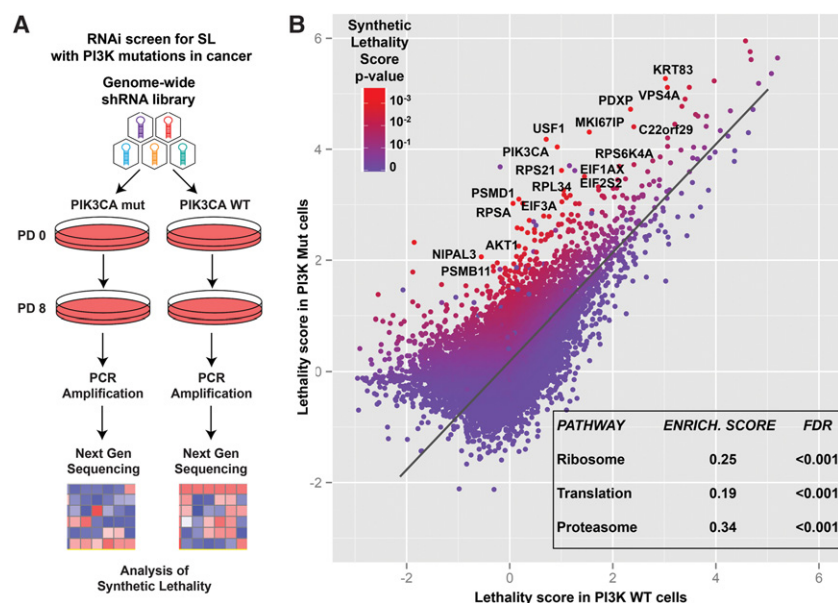 A
RNAi screen for SL
with PI3K mutations in cancer
Genome-wide
shRNA library
PIK3CA mut
PIK3CA WT
PD 0
PD 8
PCR
Amplification
PCR
Amplification
Next Gen
Sequencing
Next Gen
Sequencing
Analysis of
Synthetic Lethality
B
Synthetic
Lethality
Score
p-value
10-3
10-2
10-1
0
Lethality score in PI3K Mut cells
6
4
2
0
-2
KRT83
VPS4A
PDXP
MKI67IP
C22orf29
USF1
PIK3CA
RPS6K4A
RPS21
EIF1AX
EIF2S2
RPL34
PSMD1
EIF3A
RPSA
AKT1
NIPAL3
PSMB11
PATHWAY ENRICH. SCORE FDR
Ribosome 0.25 <0.001
Translation 0.19 <0.001
Proteasome 0.34 <0.001
-2 0 2 4 6
Lethality score in PI3K WT cells